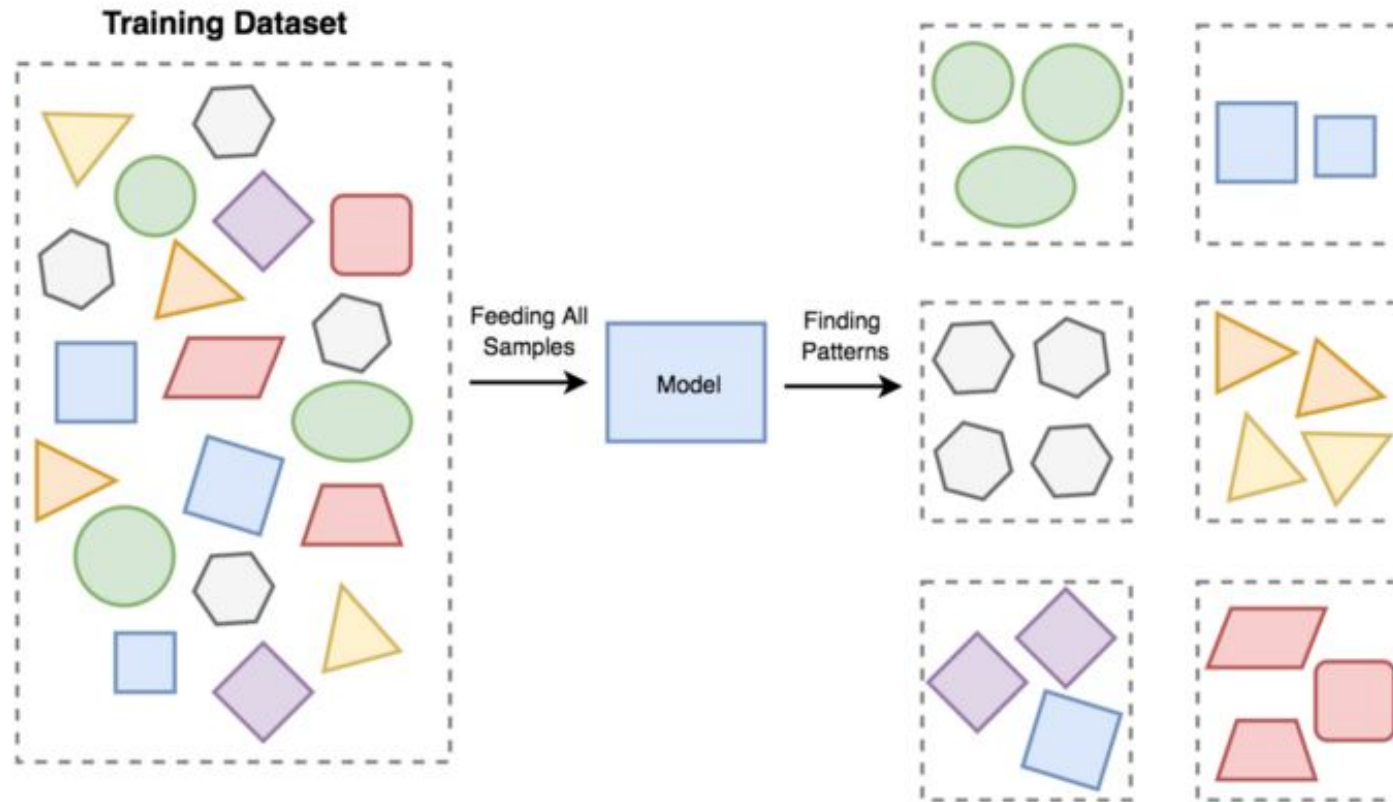 Training Dataset
Feeding All
Samples
Model
Finding
Patterns